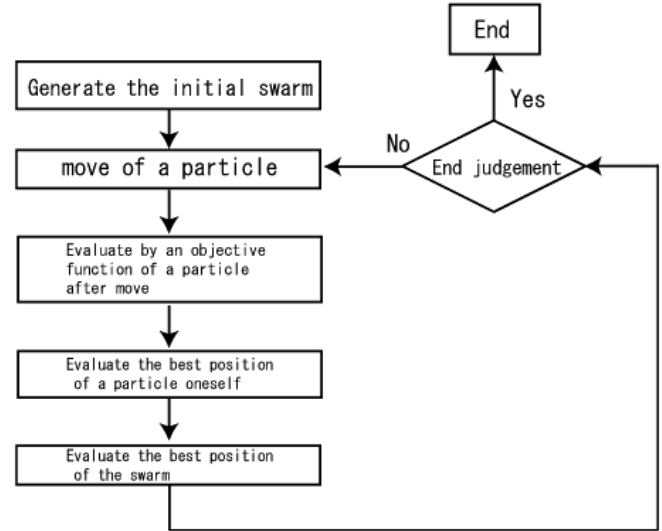 End
Generate the initial swarm
Yes
No
move of a particle
End judgement
Evaluate by an objective
function of a particle
after move
Evaluate the best position
of a particle oneself
Evaluate the best position
of the swarm